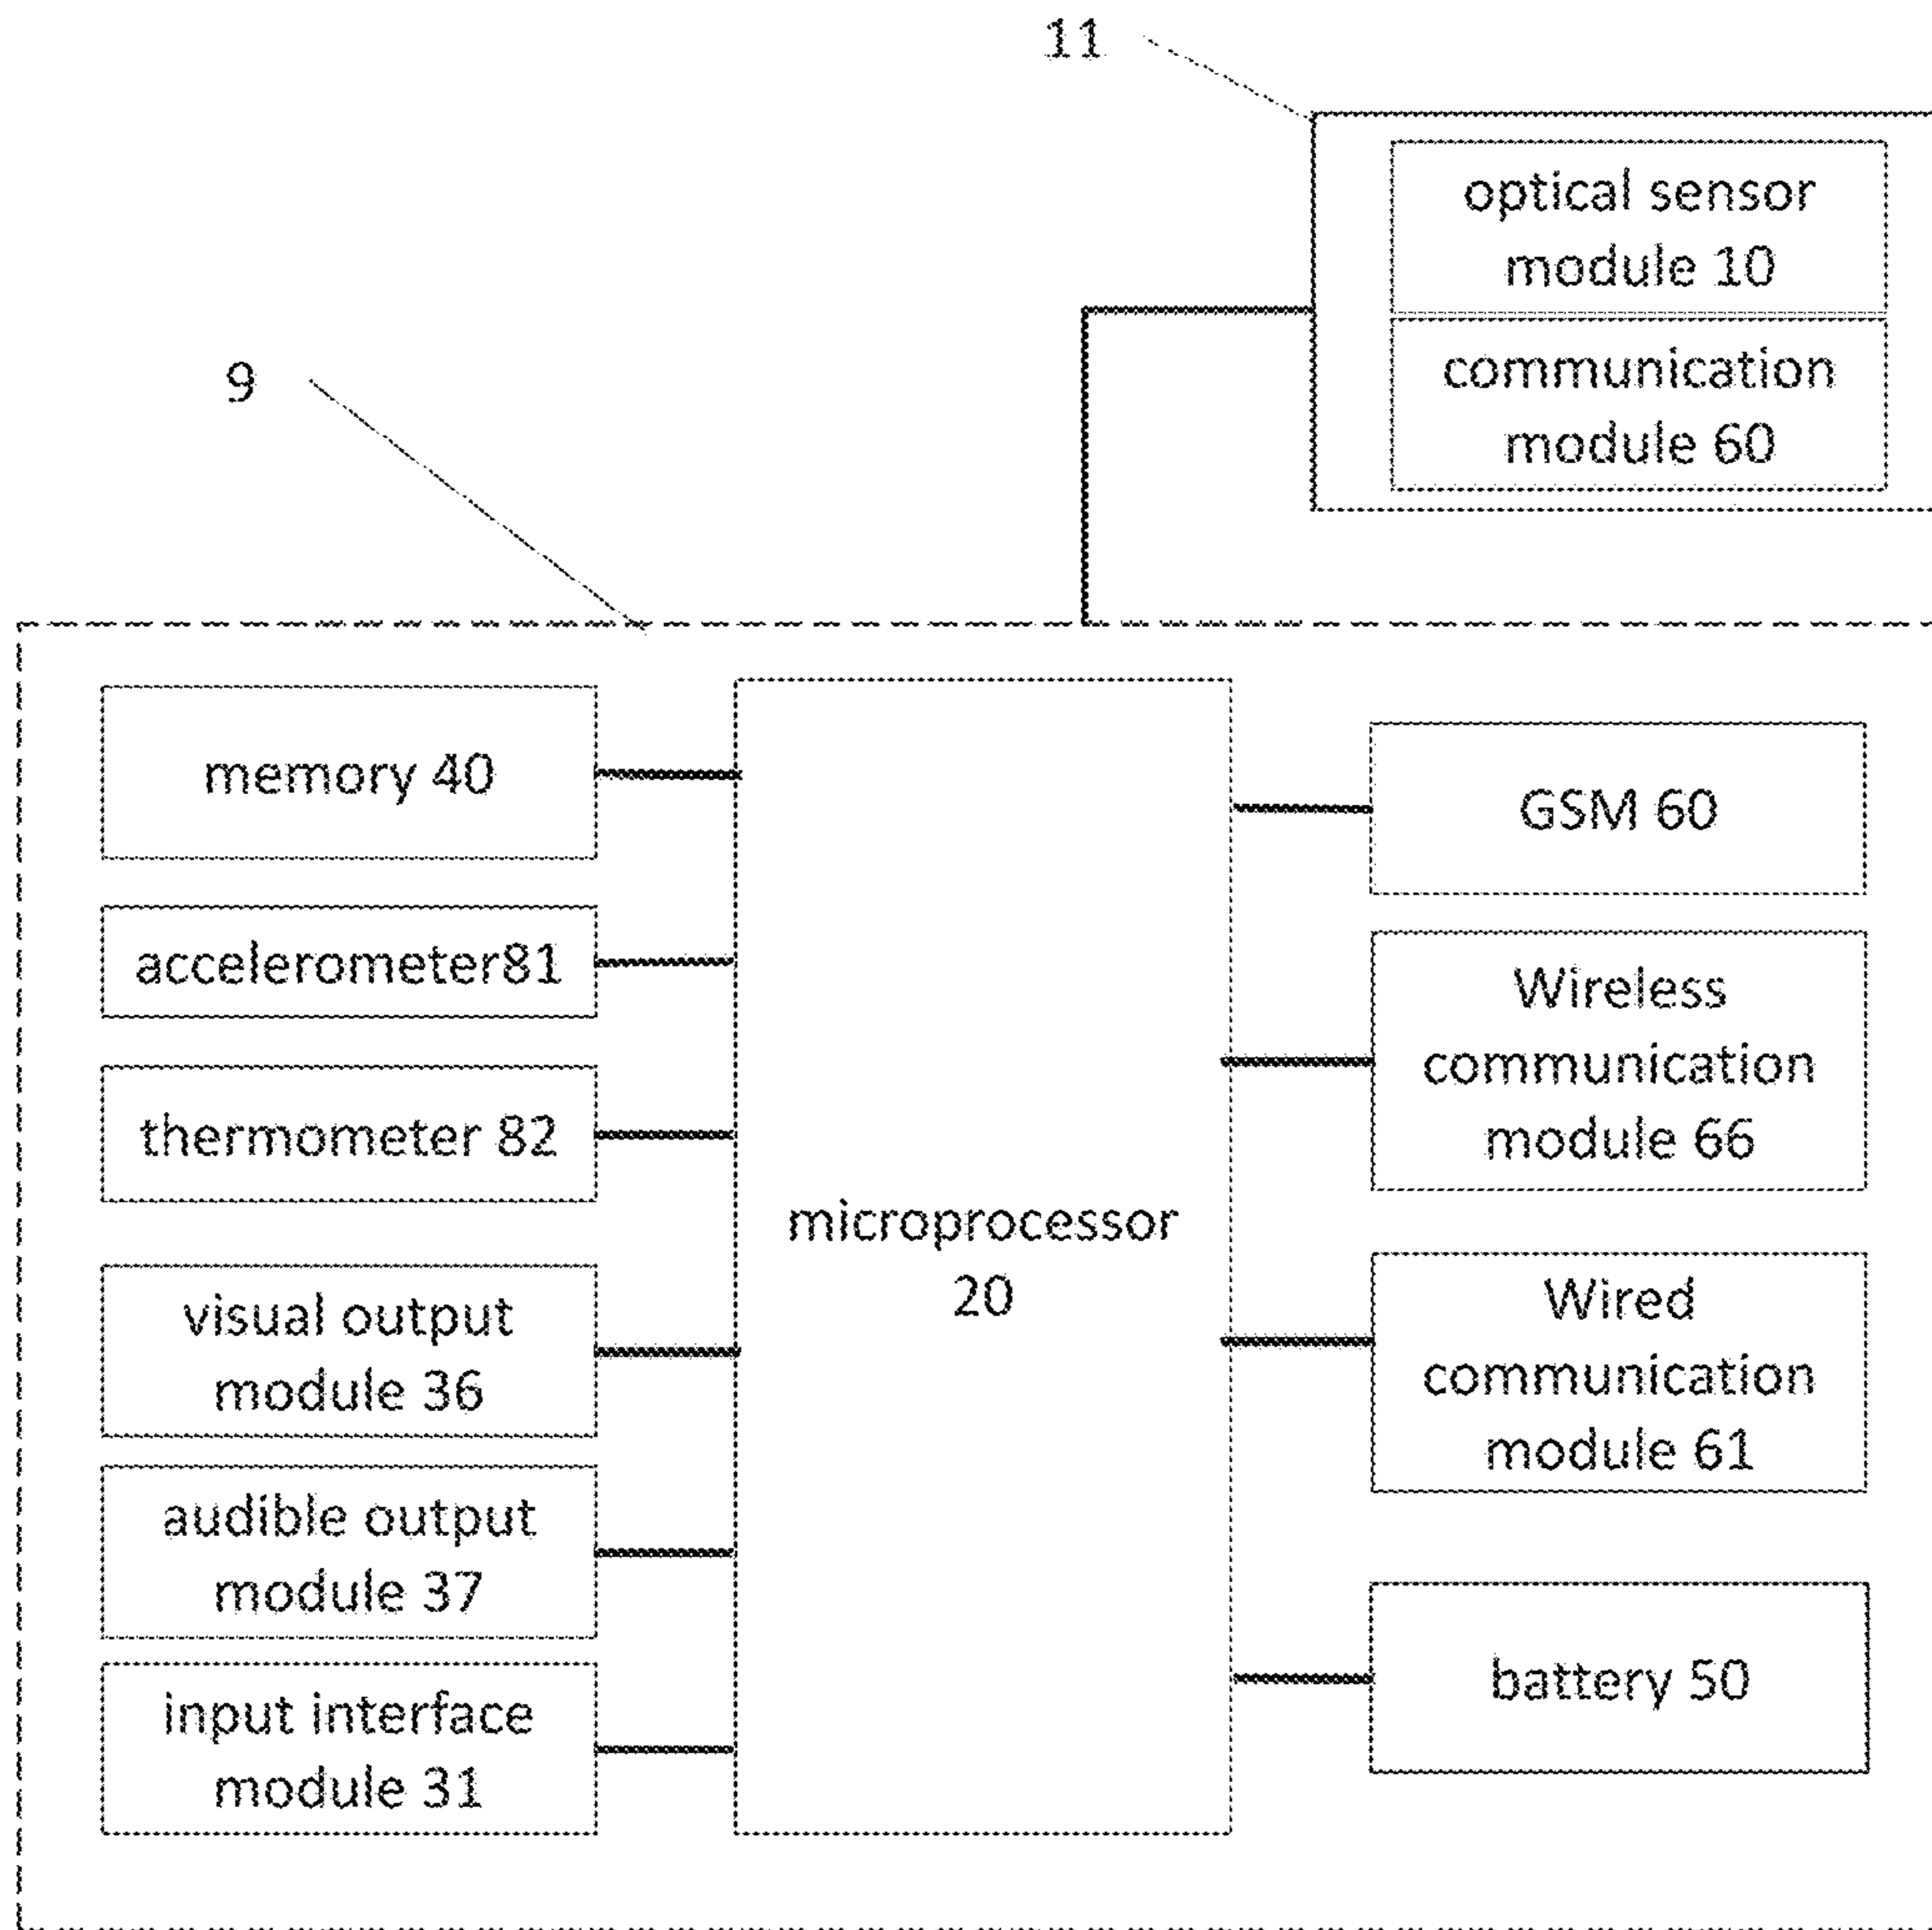 11
optical sensor
module 10
communication
module 60
9
memory 40
accelerometer81
thermometer 82
visual output
module 36
audible output
module 37
input interface
module 31
microprocessor
20
GSM 60
Wireless
communication
module 66
Wired
communication
module 61
battery 50